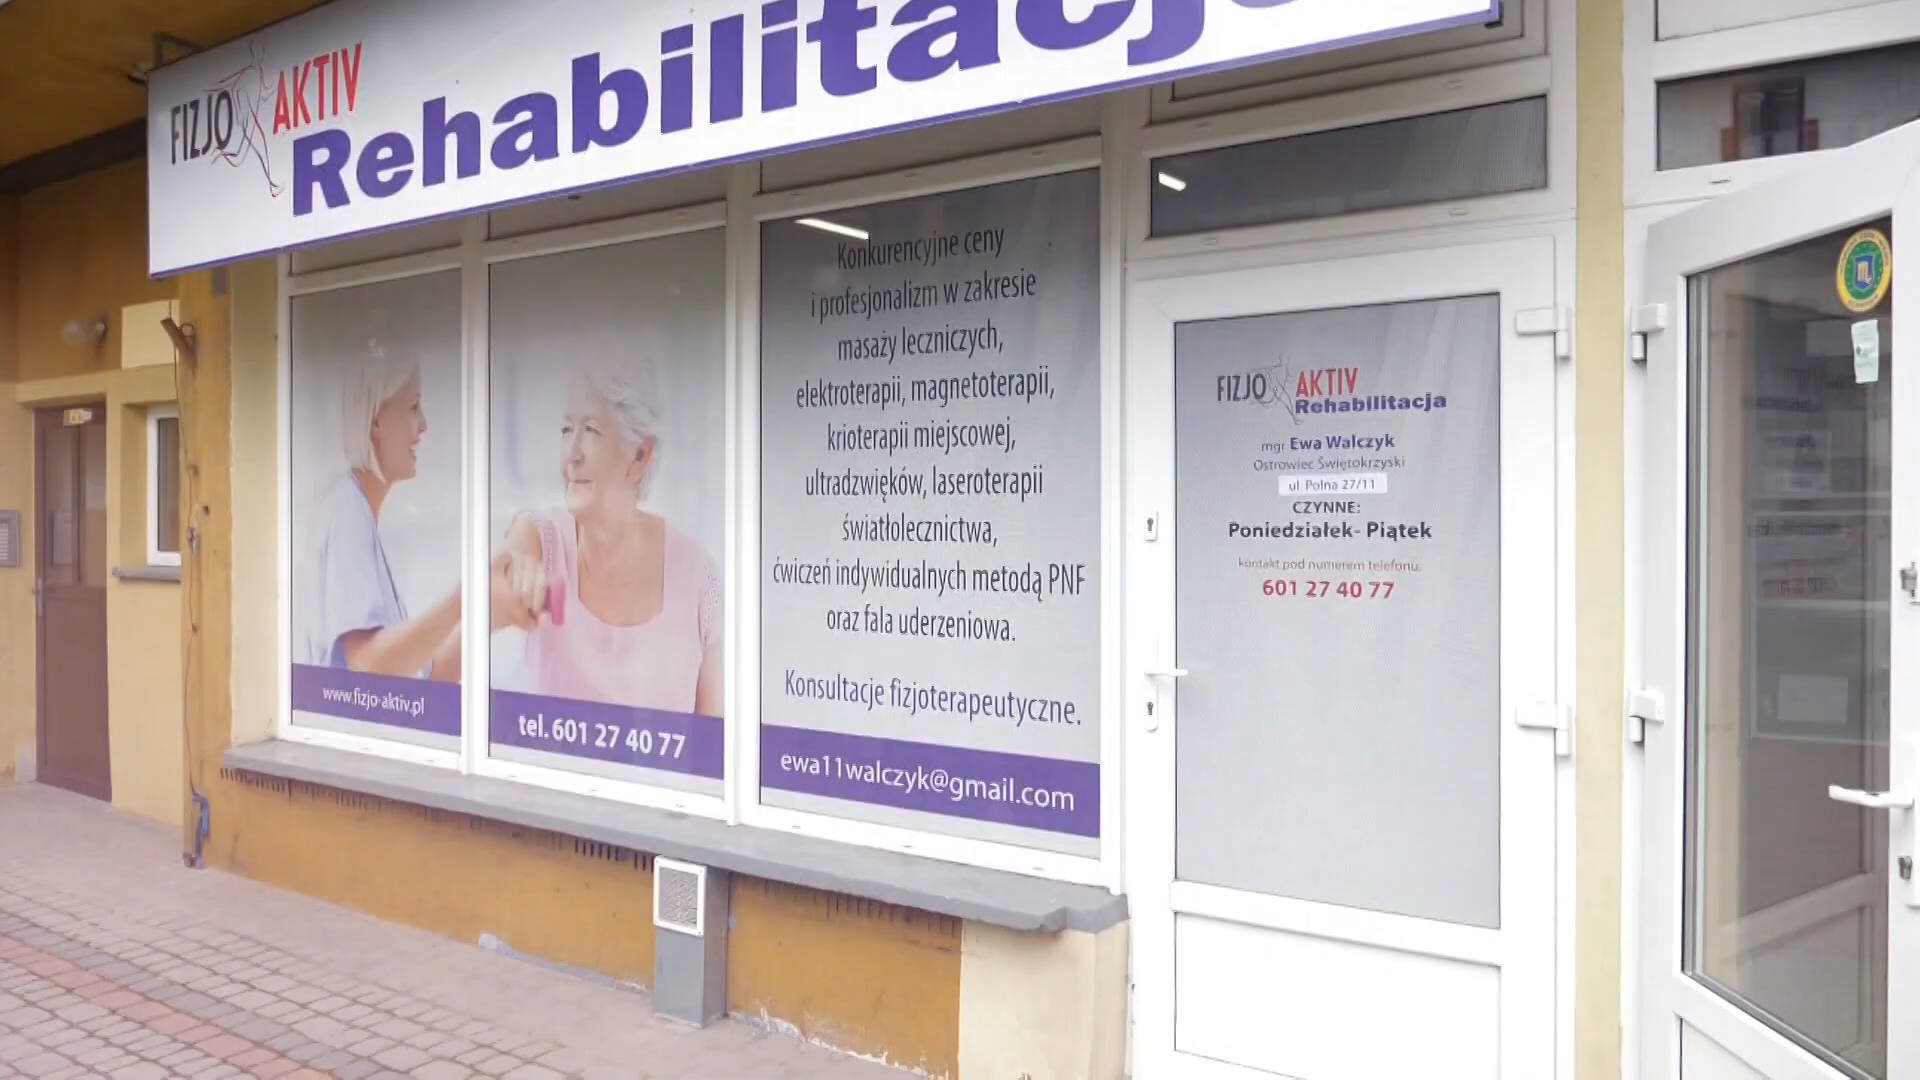 FIZJO AKTIV
Rehabilitacja
Konkurencyjne ceny
i profesjonalizm w zakresie
masaży leczniczych,
elektroterapii, magnetoterapii,
krioterapii miejscowej,
ultradzwięków, laseroterapii
światłolecznictwa,
ćwiczeń indywidualnych metodą PNF
oraz fala uderzeniowa.
Konsultacje fizjoterapeutyczne.
www.fizjo-aktiv.pl
tel. 601 27 40 77
ewa11walczyk@gmail.com
FIZJO AKTIV
Rehabilitacja
mgr Ewa Walczyk
Ostrowiec Świętokrzyski
ul. Polna 27/11
CZYNNE:
Poniedziałek- Piątek
kontakt pod numerem telefonu:
601 27 40 77